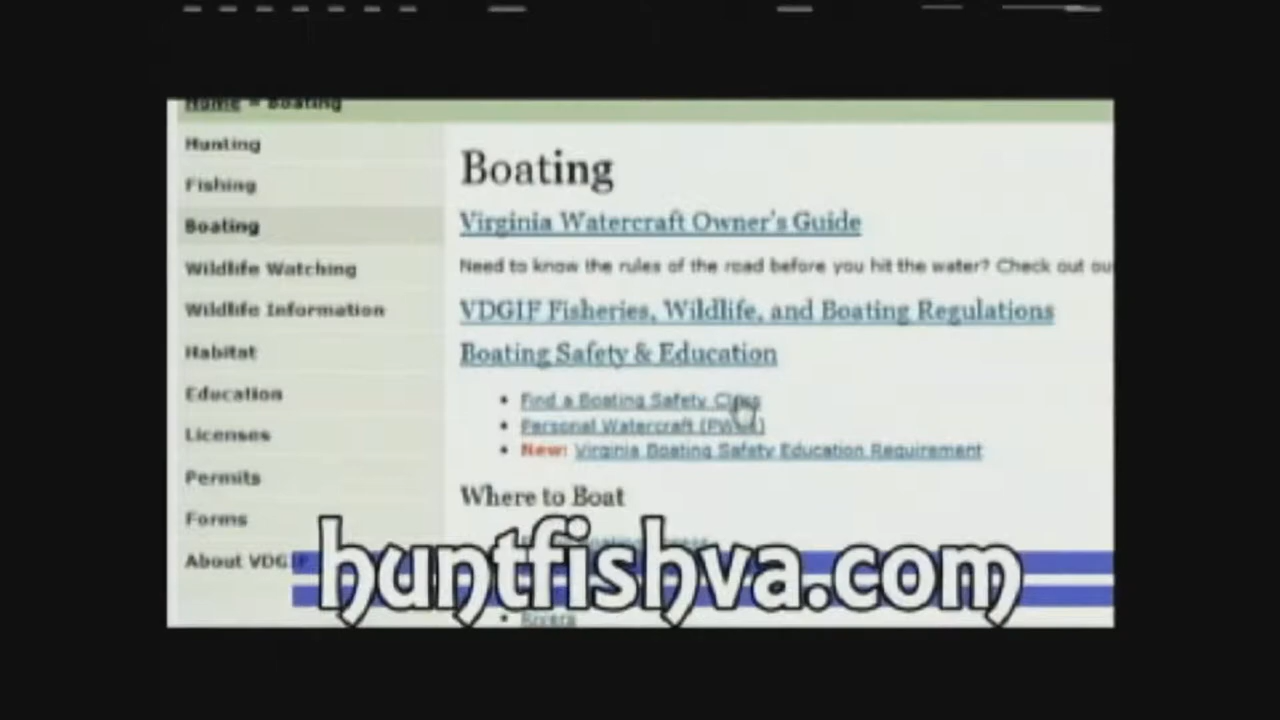 Home » Boating
Hunting
Fishing
Boating
Wildlife Watching
Wildlife Information
Habitat
Education
Licenses
Permits
Forms
About VDGIF
Boating
Virginia Watercraft Owner's Guide
Need to know the rules of the road before you hit the water? Check out ou
VDGIF Fisheries, Wildlife, and Boating Regulations
Boating Safety & Education
• Find a Boating Safety Class
• Personal Watercraft
• New: Virginia Boating Safety Education Requirement
Where to Boat
• Rivers
huntfishva.com